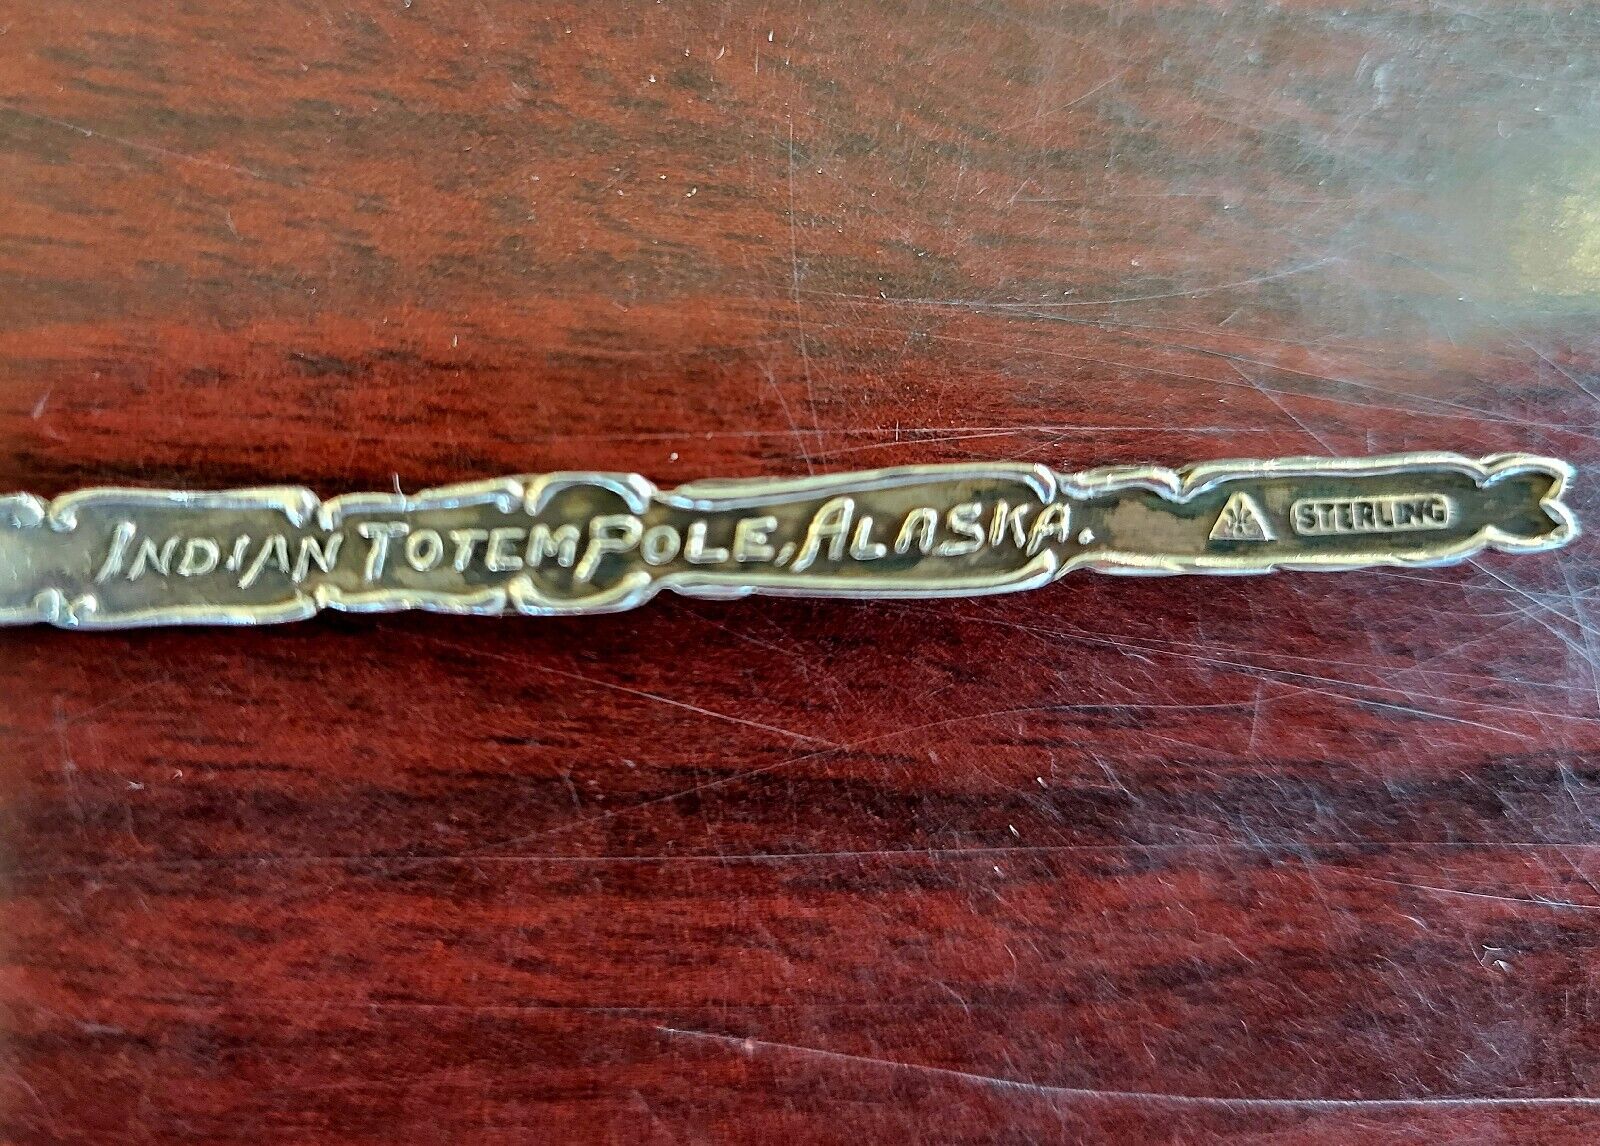 INDIAN TOTEM POLE, ALASKA. STERLING